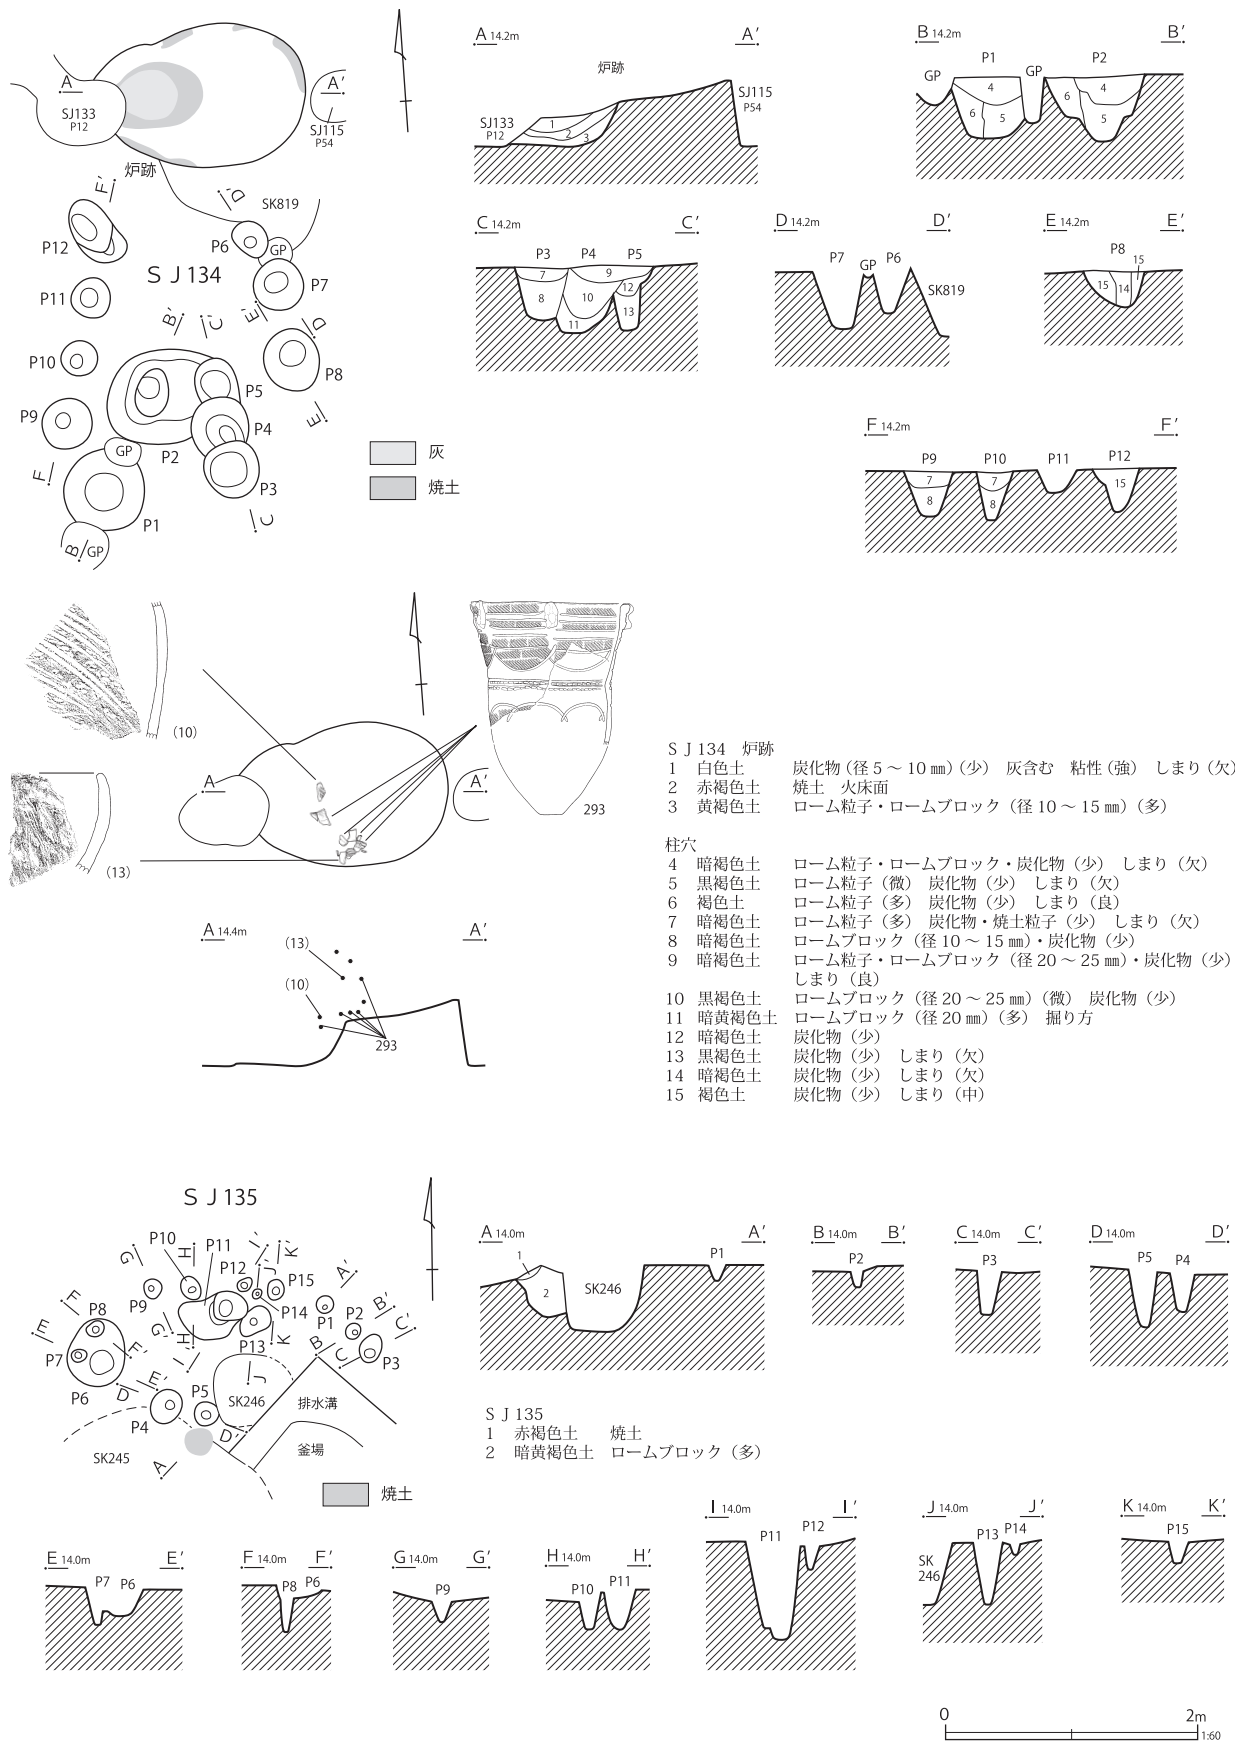 A
A′
SJ133
P12
SJ115
P54
炉跡
F′
D′
SK819
P12
P6
GP
ＳＪ134
P11
P7
B′
C′
E′
D
P10
P8
P5
P9
P4
E
GP
P2
F
P3
P1
C
B
GP
灰
焼土
A 14.2m
A′
炉跡
SJ133
P12
SJ115
P54
1
2
3
B 14.2m
B′
P1
P2
GP
GP
4
6
5
6
4
5
C 14.2m
C′
P3
P4
P5
7
9
8
10
12
13
11
D 14.2m
D′
P7
GP
P6
SK819
E 14.2m
E′
P8
15
15
14
F 14.2m
F′
P9
P10
P11
P12
7
8
7
8
15
(10)
(13)
A
A′
293
A 14.4m
A′
(13)
(10)
293
ＳＪ134　炉跡
1　白色土　炭化物（径 5 ～ 10 ㎜）（少）　灰含む　粘性（強）　しまり（欠）
2　赤褐色土　焼土　火床面
3　黄褐色土　ローム粒子・ロームブロック（径 10 ～ 15 ㎜）（多）
柱穴
4　暗褐色土　ローム粒子・ロームブロック・炭化物（少）　しまり（欠）
5　黒褐色土　ローム粒子（微）　炭化物（少）　しまり（欠）
6　褐色土　ローム粒子（多）　炭化物（少）　しまり（良）
7　暗褐色土　ローム粒子（多）　炭化物・焼土粒子（少）　しまり（欠）
8　暗褐色土　ロームブロック（径 10 ～ 15 ㎜）・炭化物（少）
9　暗褐色土　ローム粒子・ロームブロック（径 20 ～ 25 ㎜）・炭化物（少）
しまり（良）
10　黒褐色土　ロームブロック（径 20 ～ 25 ㎜）（微）　炭化物（少）
11　暗黄褐色土　ロームブロック（径 20 ㎜）（多）　掘り方
12　暗褐色土　炭化物（少）
13　黒褐色土　炭化物（少）　しまり（欠）
14　暗褐色土　炭化物（少）　しまり（欠）
15　褐色土　炭化物（少）　しまり（中）
ＳＪ135
P10
P11
G
H
I′
K′
P12
J′
P15
A′
P9
P14
F
P8
P1
B′
P2
C′
E
G′
H′
P13
K
B
P7
F′
I
C
P3
P6
D
E′
P5
J
SK246
排水溝
P4
D′
釜場
SK245
A
焼土
A 14.0m
A′
1
2
SK246
P1
B 14.0m
B′
P2
C 14.0m
C′
P3
D 14.0m
D′
P5
P4
ＳＪ135
1　赤褐色土　焼土
2　暗黄褐色土　ロームブロック（多）
E 14.0m
E′
P7
P6
F 14.0m
F′
P8
P6
G 14.0m
G′
P9
H 14.0m
H′
P10
P11
I 14.0m
I′
P11
P12
J 14.0m
J′
SK
246
P13
P14
K 14.0m
K′
P15
0
2m
1:60